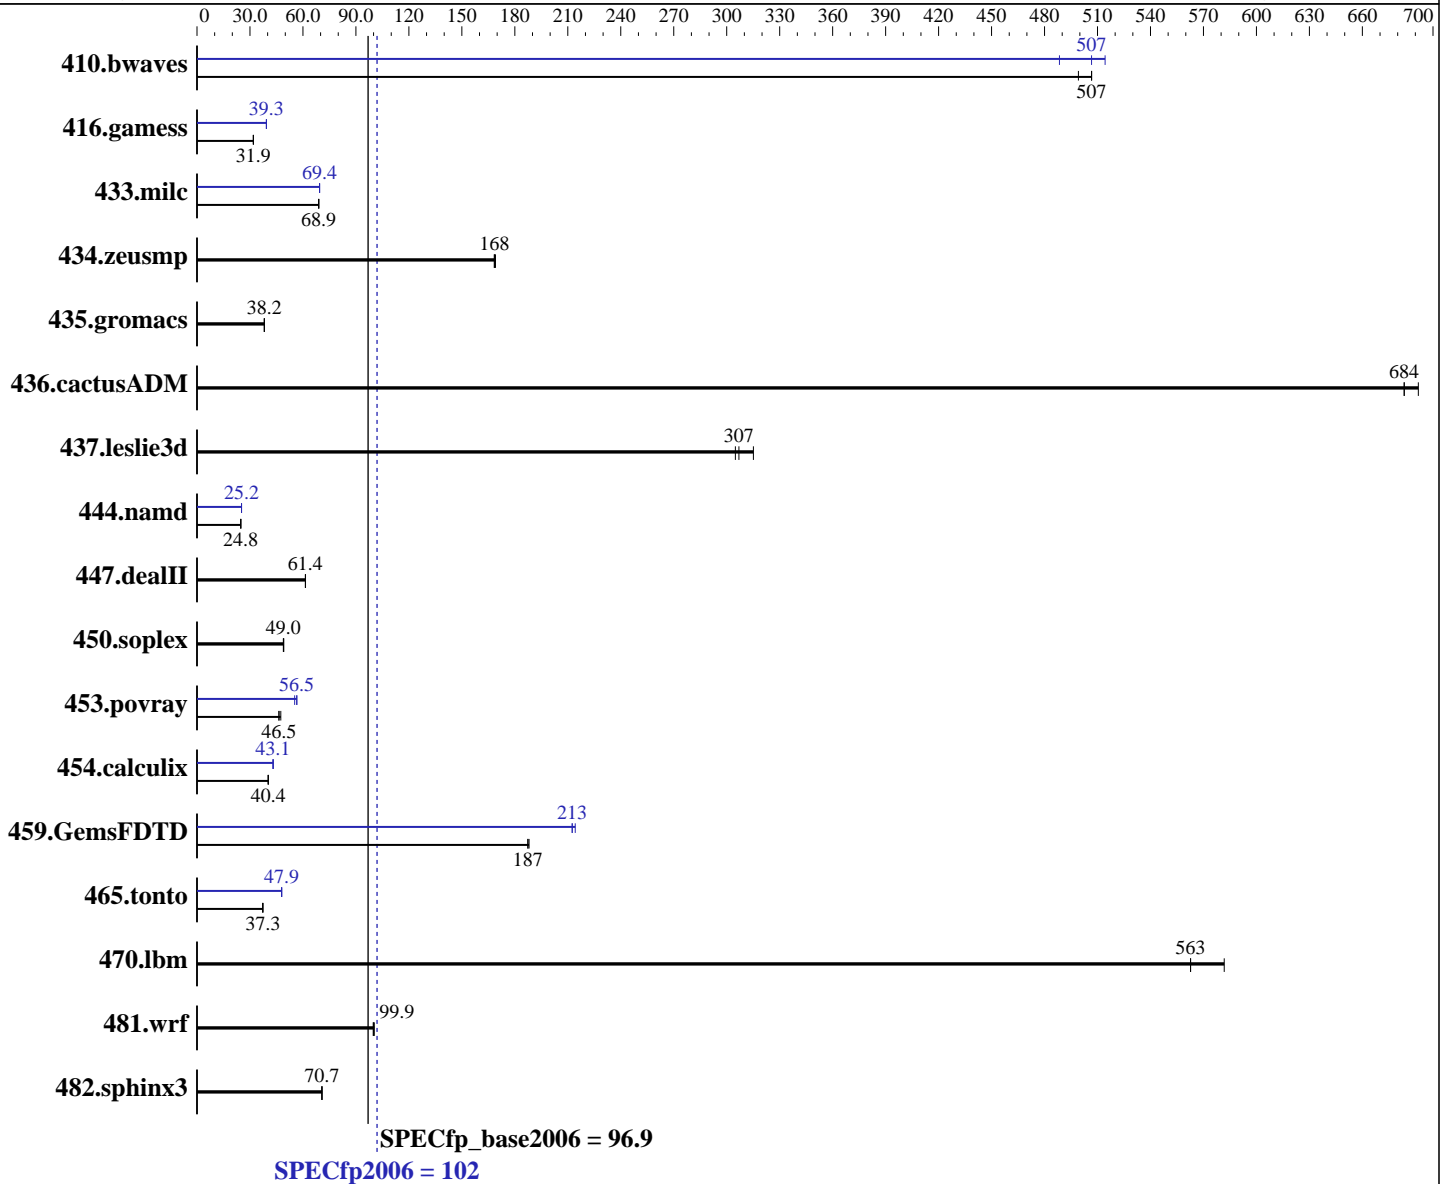 0 30.0 60.0 90.0 120 150 180 210 240 270 300 330 360 390 420 450 480 510 540 570 600 630 660 700
507
410.bwaves
507
39.3
416.gamess
31.9
69.4
433.milc
68.9
168
434.zeusmp
38.2
435.gromacs
684
436.cactusADM
307
437.leslie3d
25.2
444.namd
24.8
61.4
447.dealII
49.0
450.soplex
56.5
453.povray
46.5
43.1
454.calculix
40.4
213
459.GemsFDTD
187
47.9
465.tonto
37.3
563
470.lbm
99.9
481.wrf
70.7
482.sphinx3
SPECfp_base2006 = 96.9
SPECfp2006 = 102